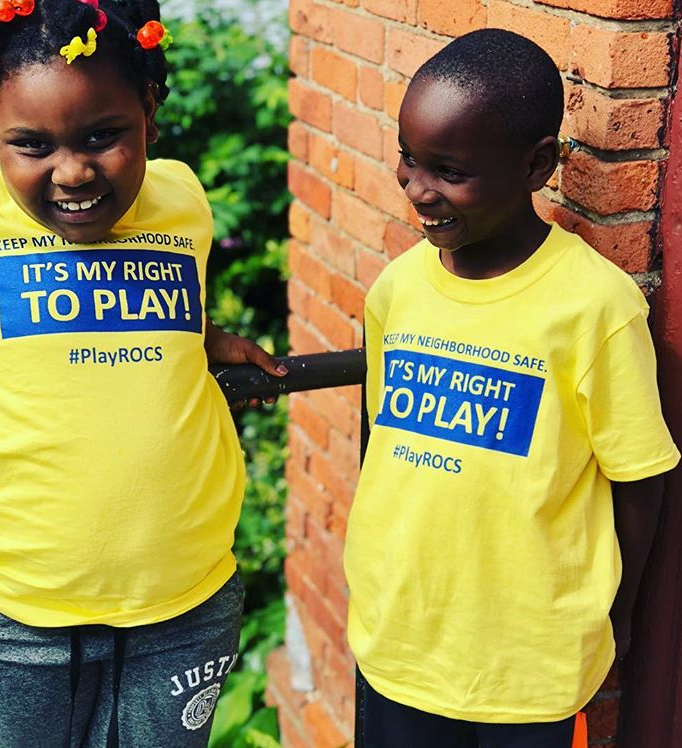 KEEP MY NEIGHBORHOOD SAFE.
IT'S MY RIGHT
TO PLAY!
#PlayROCS
KEEP MY NEIGHBORHOOD SAFE.
IT'S MY RIGHT
TO PLAY!
#PlayROCS
JUSTI